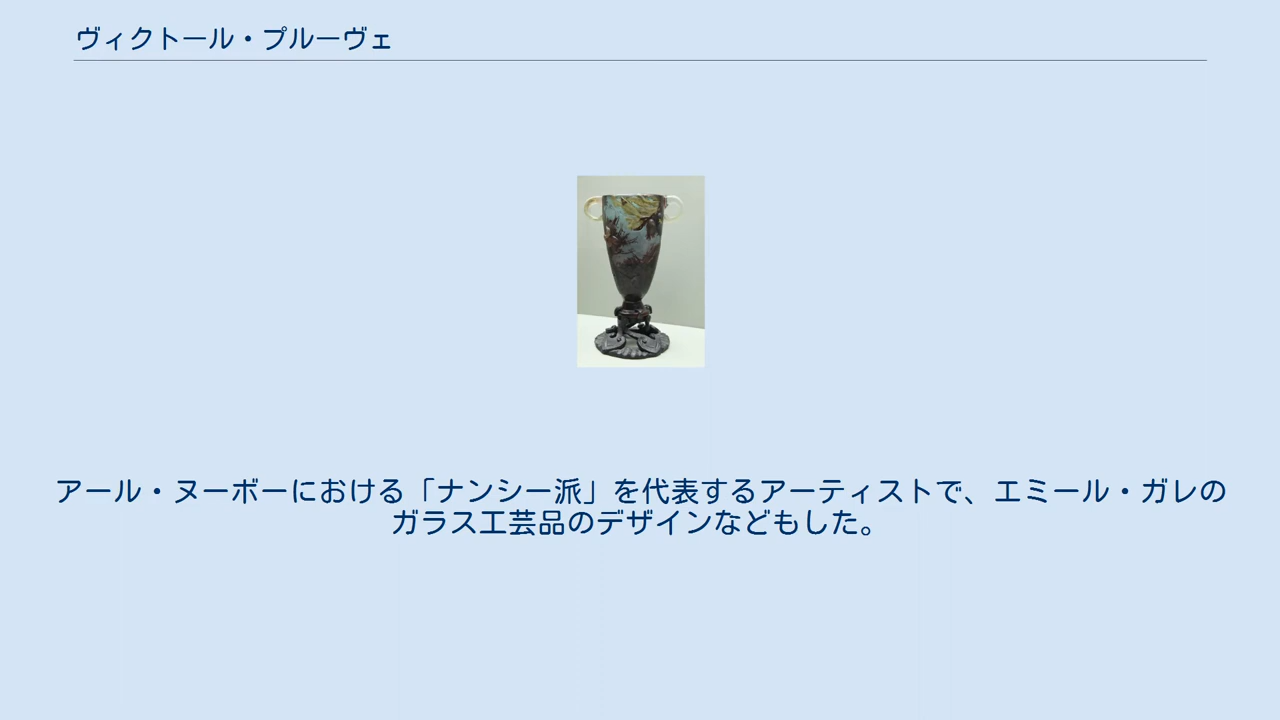 ヴィクトール・プルーヴェ
アール・ヌーボーにおける「ナンシー派」を代表するアーティストで、エミール・ガレの
ガラス工芸品のデザインなどもした。